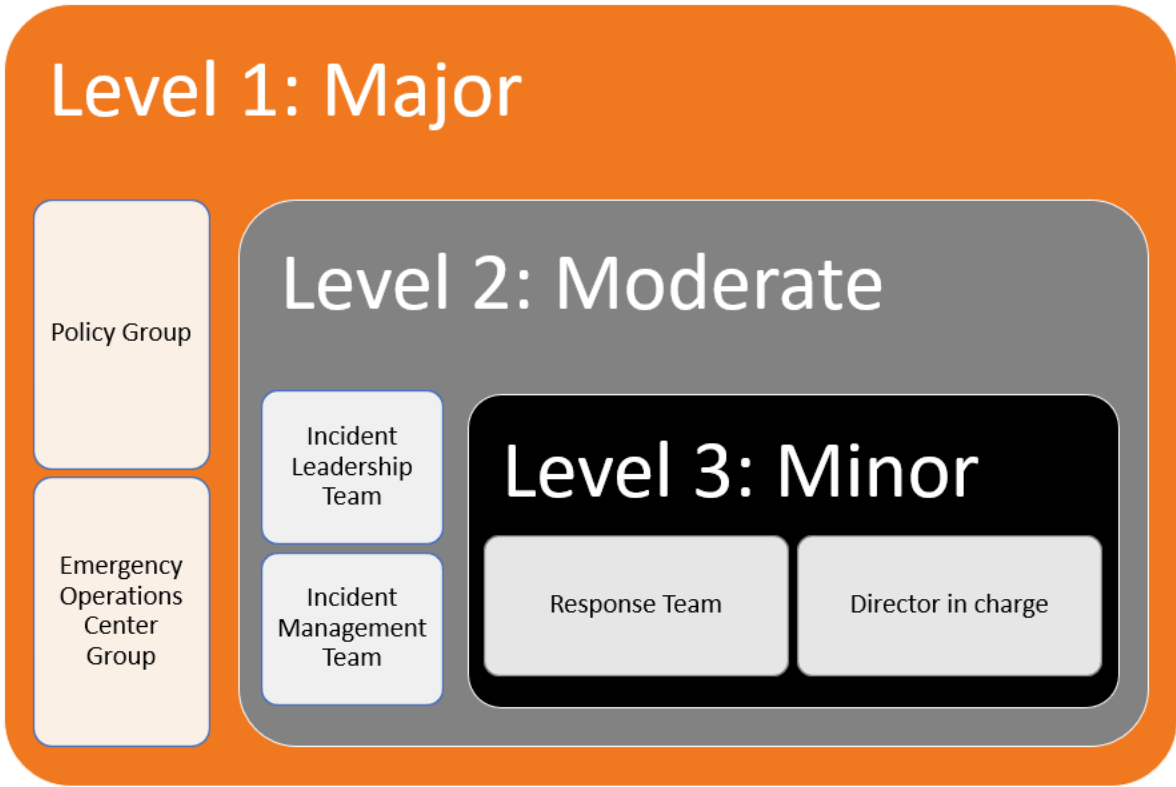 Level 1: Major
Policy Group
Emergency
Operations
Center
Group
Level 2: Moderate
Incident
Leadership
Team
Incident
Management
Team
Level 3: Minor
Response Team
Director in charge